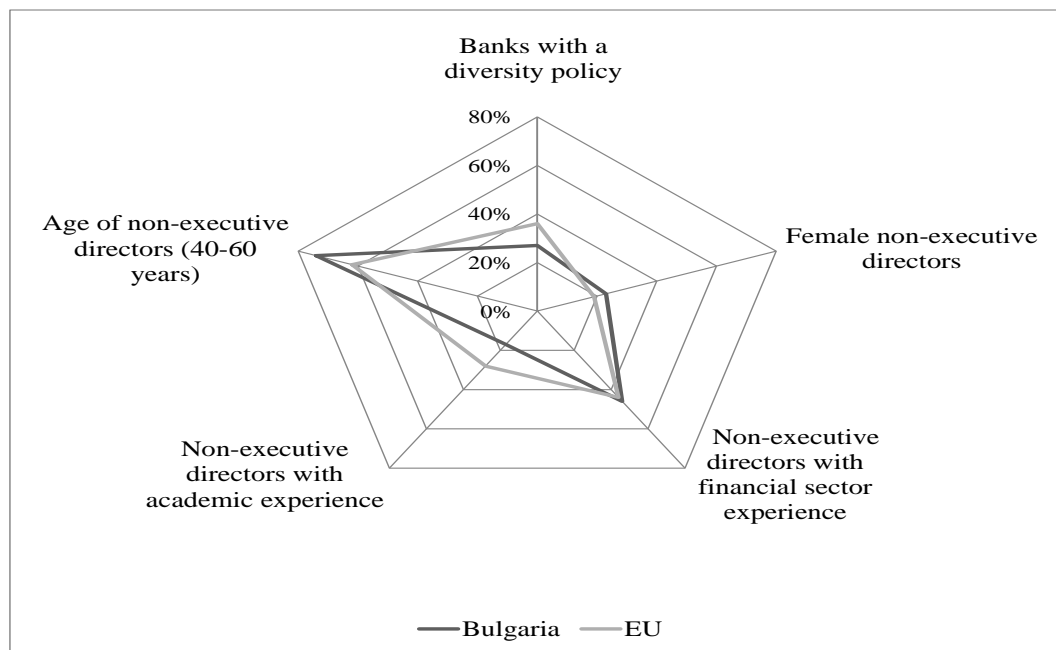 Banks with a
diversity policy
80%
60%
40%
20%
0%
Female non-executive
directors
Non-executive
directors with
financial sector
experience
Non-executive
directors with
academic experience
Age of non-executive
directors (40-60
years)
Bulgaria
EU